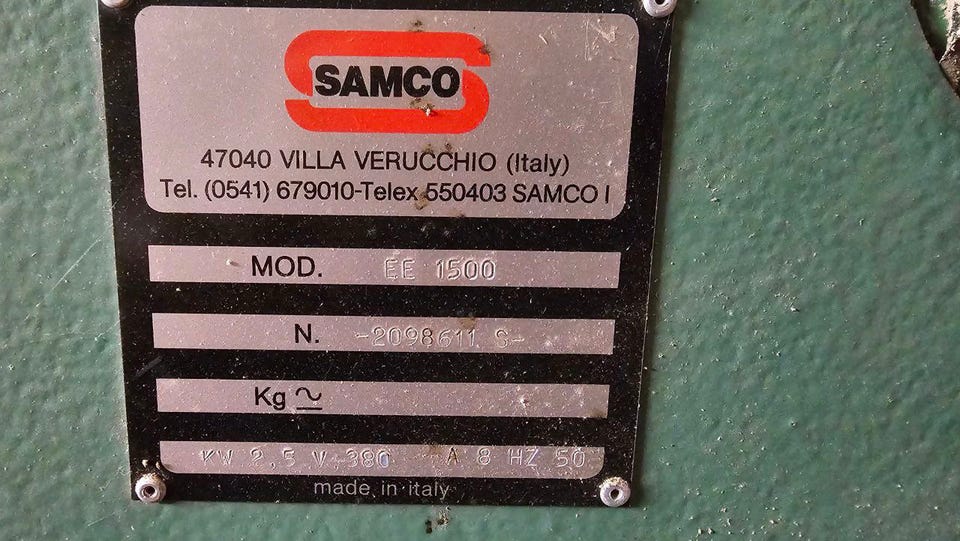 SAMCO
47040 VILLA VERUCCHIO (Italy)
Tel. (0541) 679010-Telex 550403 SAMCO I
MOD. EE 1500
N. -2098611 S-
Kg
KW 2,5 V 380 A 8 HZ 50
made in italy